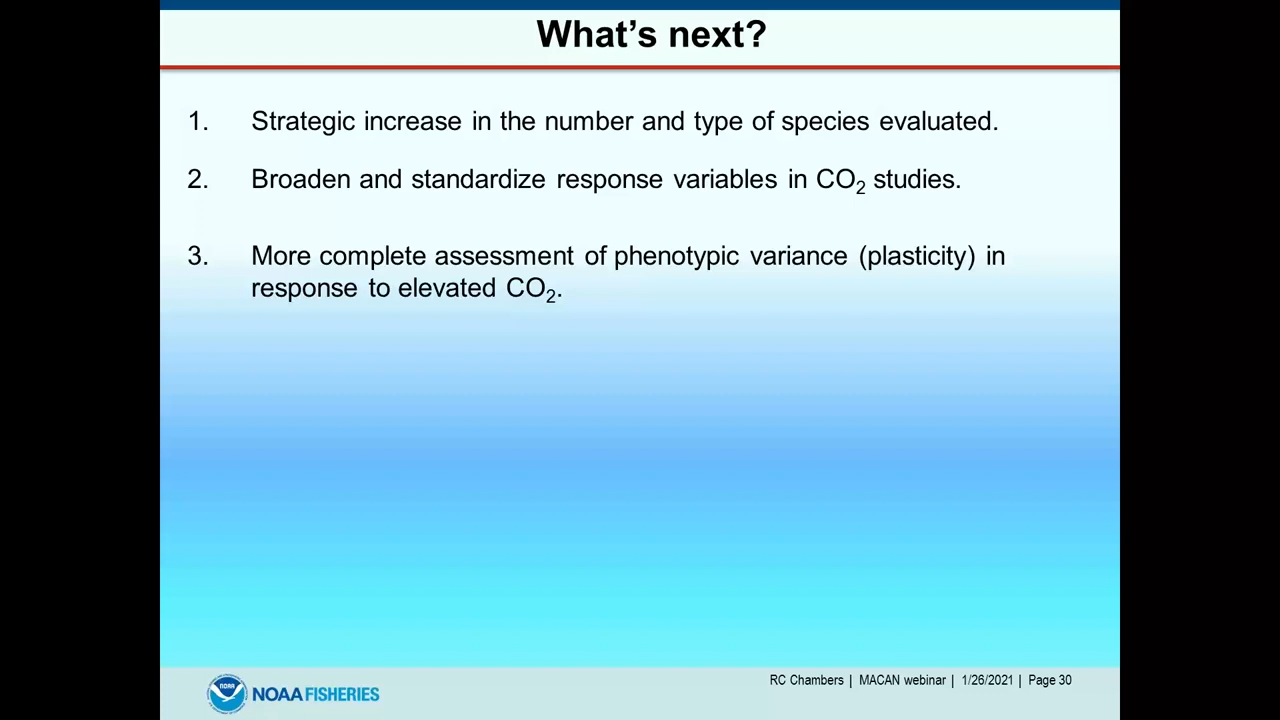 What’s next?
1. Strategic increase in the number and type of species evaluated.
2. Broaden and standardize response variables in CO₂ studies.
3. More complete assessment of phenotypic variance (plasticity) in
response to elevated CO₂.
NOAA
NOAA FISHERIES
RC Chambers | MACAN webinar | 1/26/2021 | Page 30